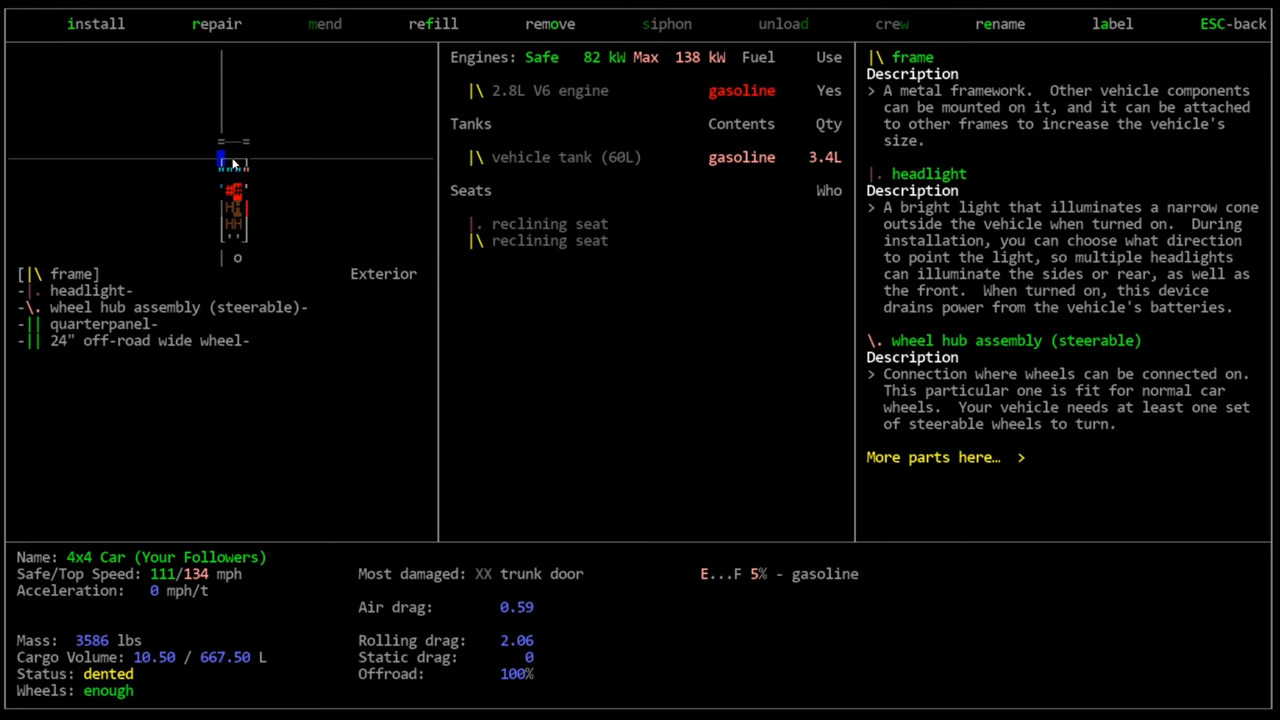 install repair mend refill remove siphon unload crew rename label ESC-back
[|\ frame] Exterior
-|. headlight-
-\. wheel hub assembly (steerable)-
-|| quarterpanel-
-|| 24" off-road wide wheel-
Engines: Safe 82 kW Max 138 kW Fuel Use
|\ 2.8L V6 engine gasoline Yes
Tanks Contents Qty
|\ vehicle tank (60L) gasoline 3.4L
Seats Who
|. reclining seat
|\ reclining seat
|\ frame
Description
> A metal framework. Other vehicle components
can be mounted on it, and it can be attached
to other frames to increase the vehicle's
size.
|. headlight
Description
> A bright light that illuminates a narrow cone
outside the vehicle when turned on. During
installation, you can choose what direction
to point the light, so multiple headlights
can illuminate the sides or rear, as well as
the front. When turned on, this device
drains power from the vehicle's batteries.
\. wheel hub assembly (steerable)
Description
> Connection where wheels can be connected on.
This particular one is fit for normal car
wheels. Your vehicle needs at least one set
of steerable wheels to turn.
More parts here… >
Name: 4x4 Car (Your Followers)
Safe/Top Speed: 111/134 mph
Acceleration: 0 mph/t
Mass: 3586 lbs
Cargo Volume: 10.50 / 667.50 L
Status: dented
Wheels: enough
Most damaged: XX trunk door
Air drag: 0.59
Rolling drag: 2.06
Static drag: 0
Offroad: 100%
E...F 5% - gasoline